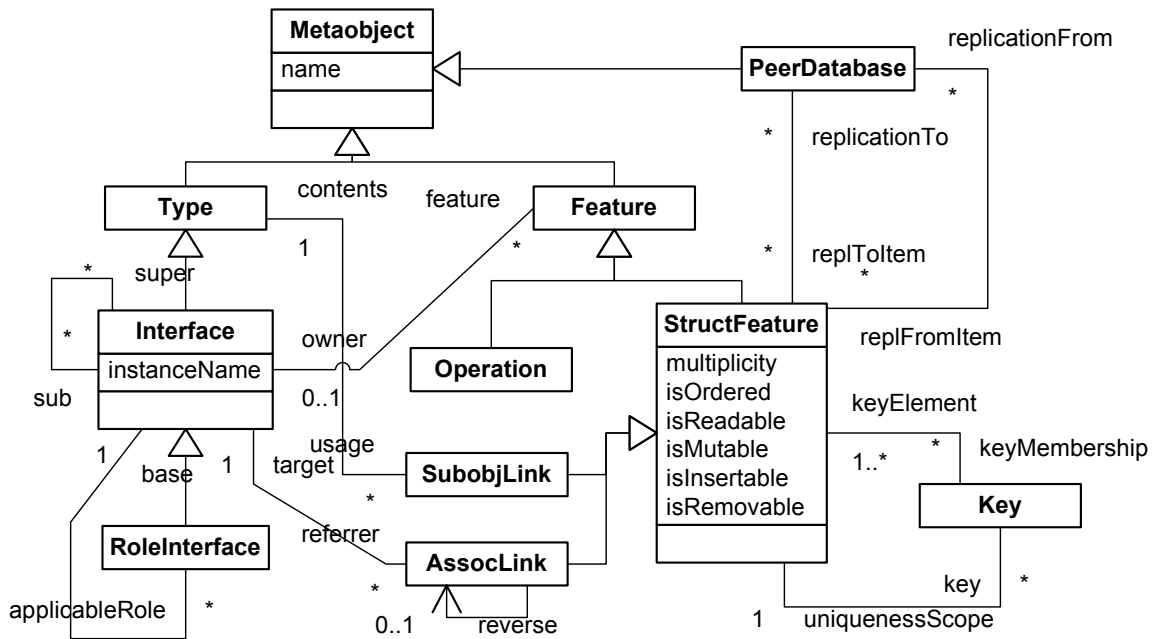 Metaobject
name
replicationFrom
PeerDatabase
*
*
replicationTo
contents
Type
feature
Feature
1
*
*
replToItem
*
super
*
*
Interface
instanceName
sub
owner
0..1
Operation
StructFeature
multiplicity
isOrdered
isReadable
isMutable
isInsertable
isRemovable
replFromItem
keyElement
*
1..*
keyMembership
Key
1
base
1
target
usage
*
SubobjLink
RoleInterface
referrer
*
AssocLink
applicableRole
*
0..1
reverse
key
*
1
uniquenessScope